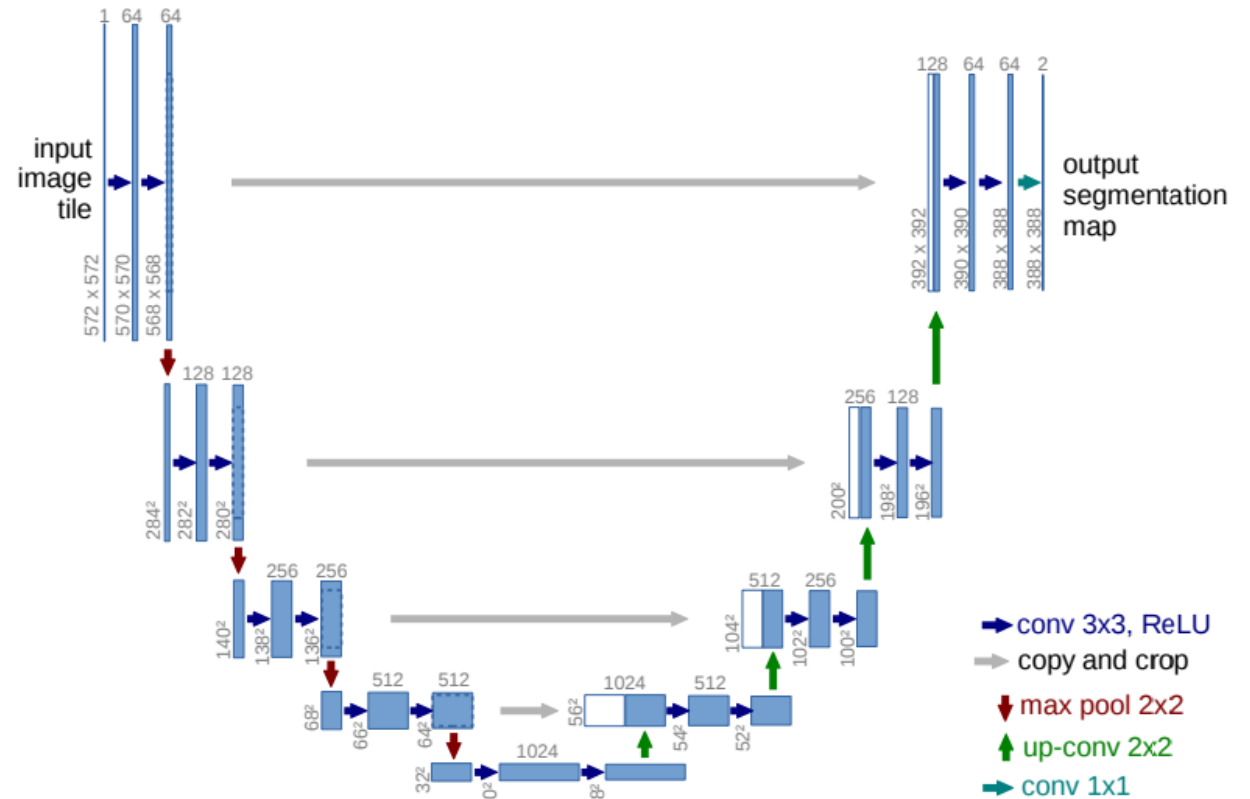 1 64 64
input
image
tile
572 x 572
570 x 570
568 x 568
128 128
284²
282²
280²
256 256
140²
138²
136²
512 512
68²
66²
64²
1024
32²
0²
8²
1024 512
56²
54²
52²
512 256
104²
102²
100²
256 128
200²
198²
196²
128 64 64 2
392 x 392
390 x 390
388 x 388
388 x 388
output
segmentation
map
conv 3x3, ReLU
copy and crop
max pool 2x2
up-conv 2x2
conv 1x1